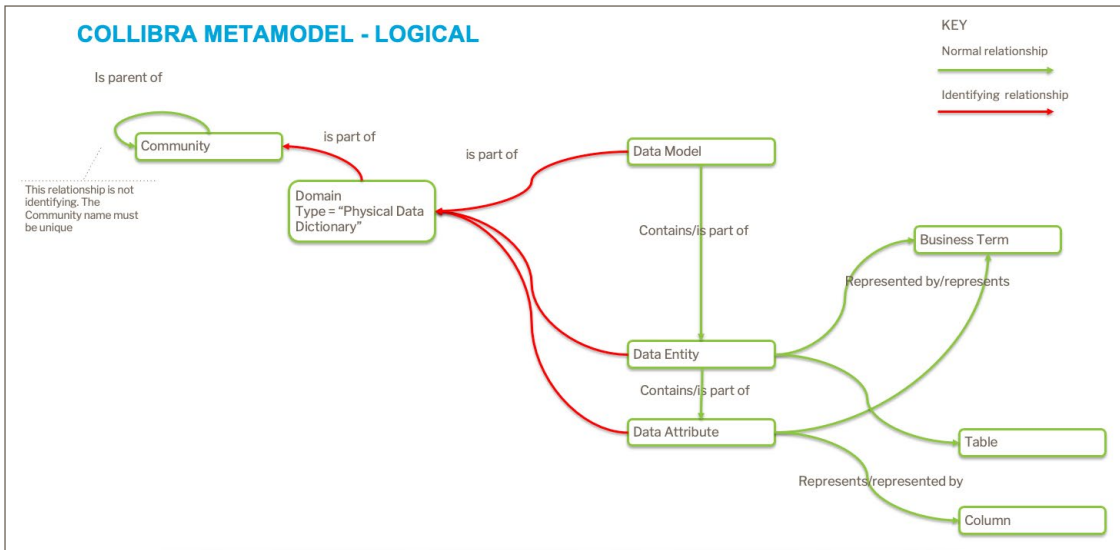 COLLIBRA METAMODEL - LOGICAL
KEY
Normal relationship
Identifying relationship
Is parent of
Community
is part of
is part of
Data Model
This relationship is not
identifying. The
Community name must
be unique
Domain
Type = “Physical Data
Dictionary”
Contains/is part of
Business Term
Represented by/represents
Data Entity
Contains/is part of
Data Attribute
Table
Represents/represented by
Column